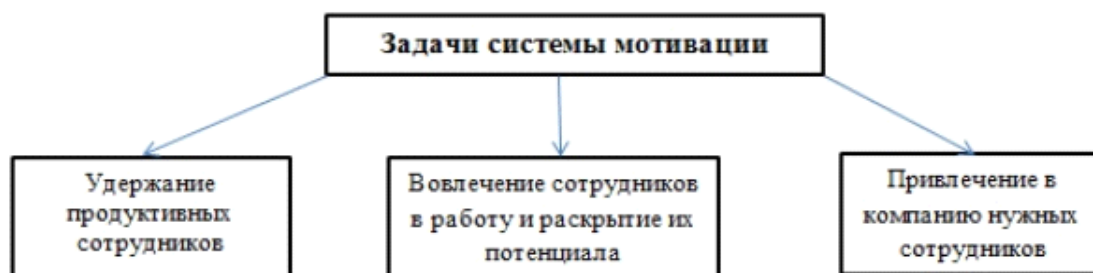 Задачи системы мотивации
Удержание
продуктивных
сотрудников
Вовлечение сотрудников
в работу и раскрытие их
потенциала
Привлечение в
компанию нужных
сотрудников